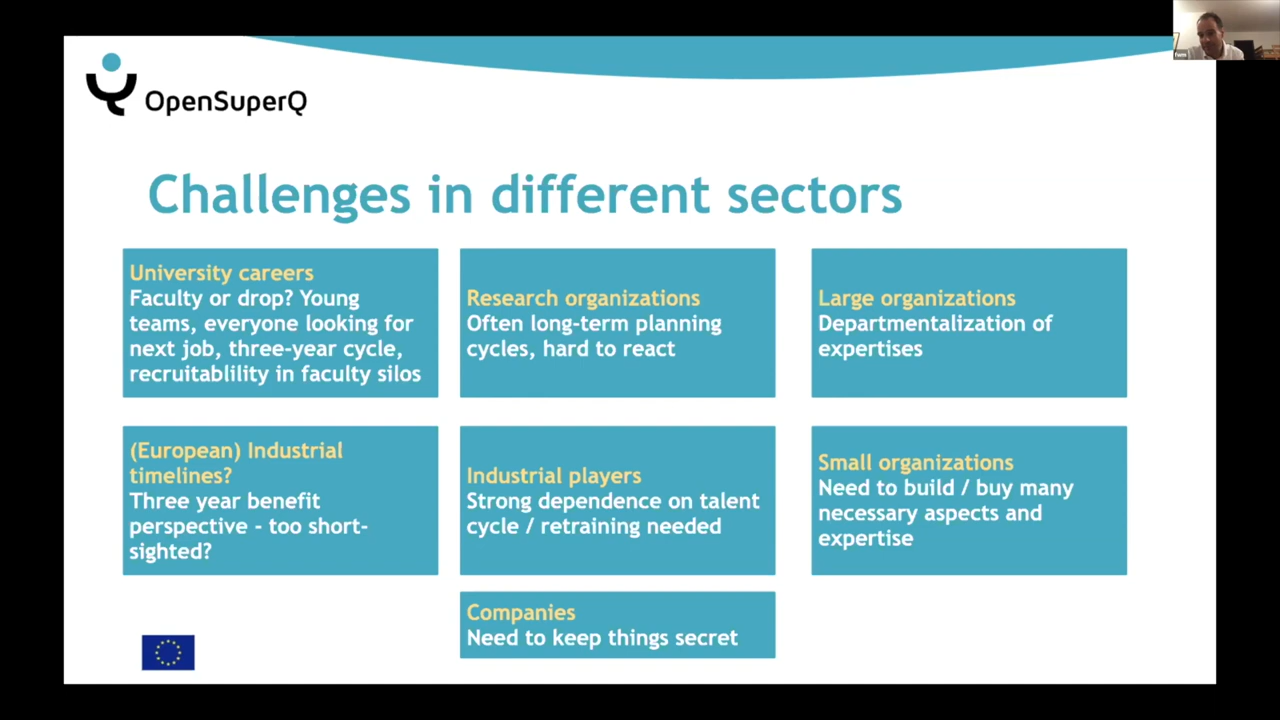 OpenSuperQ
Challenges in different sectors
University careers
Faculty or drop? Young
teams, everyone looking for
next job, three-year cycle,
recruitablility in faculty silos
Research organizations
Often long-term planning
cycles, hard to react
Large organizations
Departmentalization of
expertises
(European) Industrial
timelines?
Three year benefit
perspective - too short-
sighted?
Industrial players
Strong dependence on talent
cycle / retraining needed
Small organizations
Need to build / buy many
necessary aspects and
expertise
Companies
Need to keep things secret